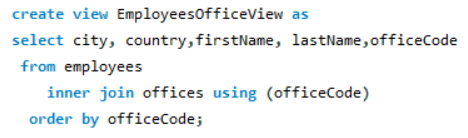 create view EmployeesOfficeView as
select city, country,firstName, lastName,officeCode
from employees
inner join offices using (officeCode)
order by officeCode;